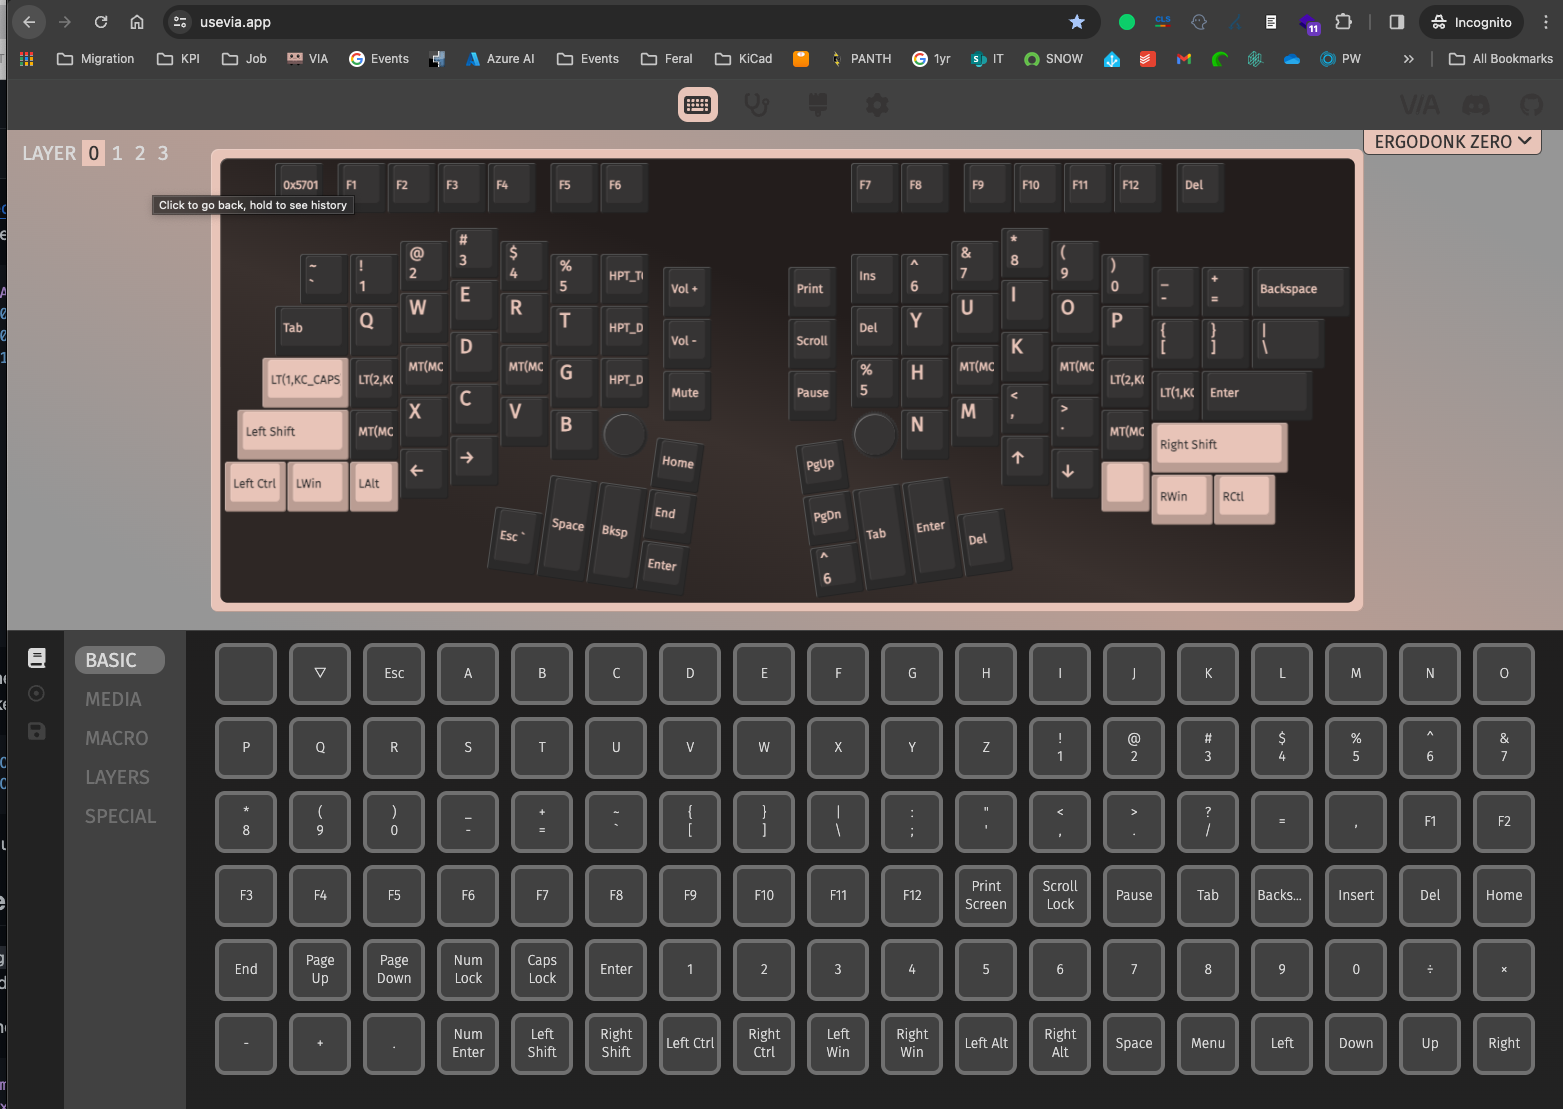 usevia.app
CLS
11
Incognito
Migration
KPI
Job
VIA
Events
Azure AI
Events
Feral
KiCad
PANTH
1yr
IT
SNOW
PW
»
All Bookmarks
VIA
LAYER 0 1 2 3
ERGODONK ZERO
0x5701 F1 F2 F3 F4 F5 F6 F7 F8 F9 F10 F11 F12 Del
Click to go back, hold to see history
~ ` ! 1 @ 2 # 3 $ 4 % 5 HPT_T Vol +
Print Ins ^ 6 & 7 * 8 ( 9 ) 0 _ - + = Backspace
Tab Q W E R T HPT_D Vol -
Scroll Del Y U I O P { [ } ] | \
LT(1,KC_CAPS LT(2,KC MT(MC D MT(MC G HPT_D Mute
Pause % 5 H MT(MC K MT(MC LT(2,KC LT(1,KC Enter
Left Shift MT(MC X C V B
N M < , > . MT(MC Right Shift
Left Ctrl LWin LAlt ← →
↑ ↓ RWin RCtl
Esc ` Space Bksp Home End Enter
PgUp PgDn ^ 6 Tab Enter Del
BASIC
MEDIA
MACRO
LAYERS
SPECIAL
▽ Esc A B C D E F G H I J K L M N O
P Q R S T U V W X Y Z ! 1 @ 2 # 3 $ 4 % 5 ^ 6 & 7
* 8 ( 9 ) 0 _ - + = ~ ` { [ } ] | \ : ; " ' < , > . ? / = , F1 F2
F3 F4 F5 F6 F7 F8 F9 F10 F11 F12 Print Screen Scroll Lock Pause Tab Backs... Insert Del Home
End Page Up Page Down Num Lock Caps Lock Enter 1 2 3 4 5 6 7 8 9 0 ÷ ×
- + . Num Enter Left Shift Right Shift Left Ctrl Right Ctrl Left Win Right Win Left Alt Right Alt Space Menu Left Down Up Right